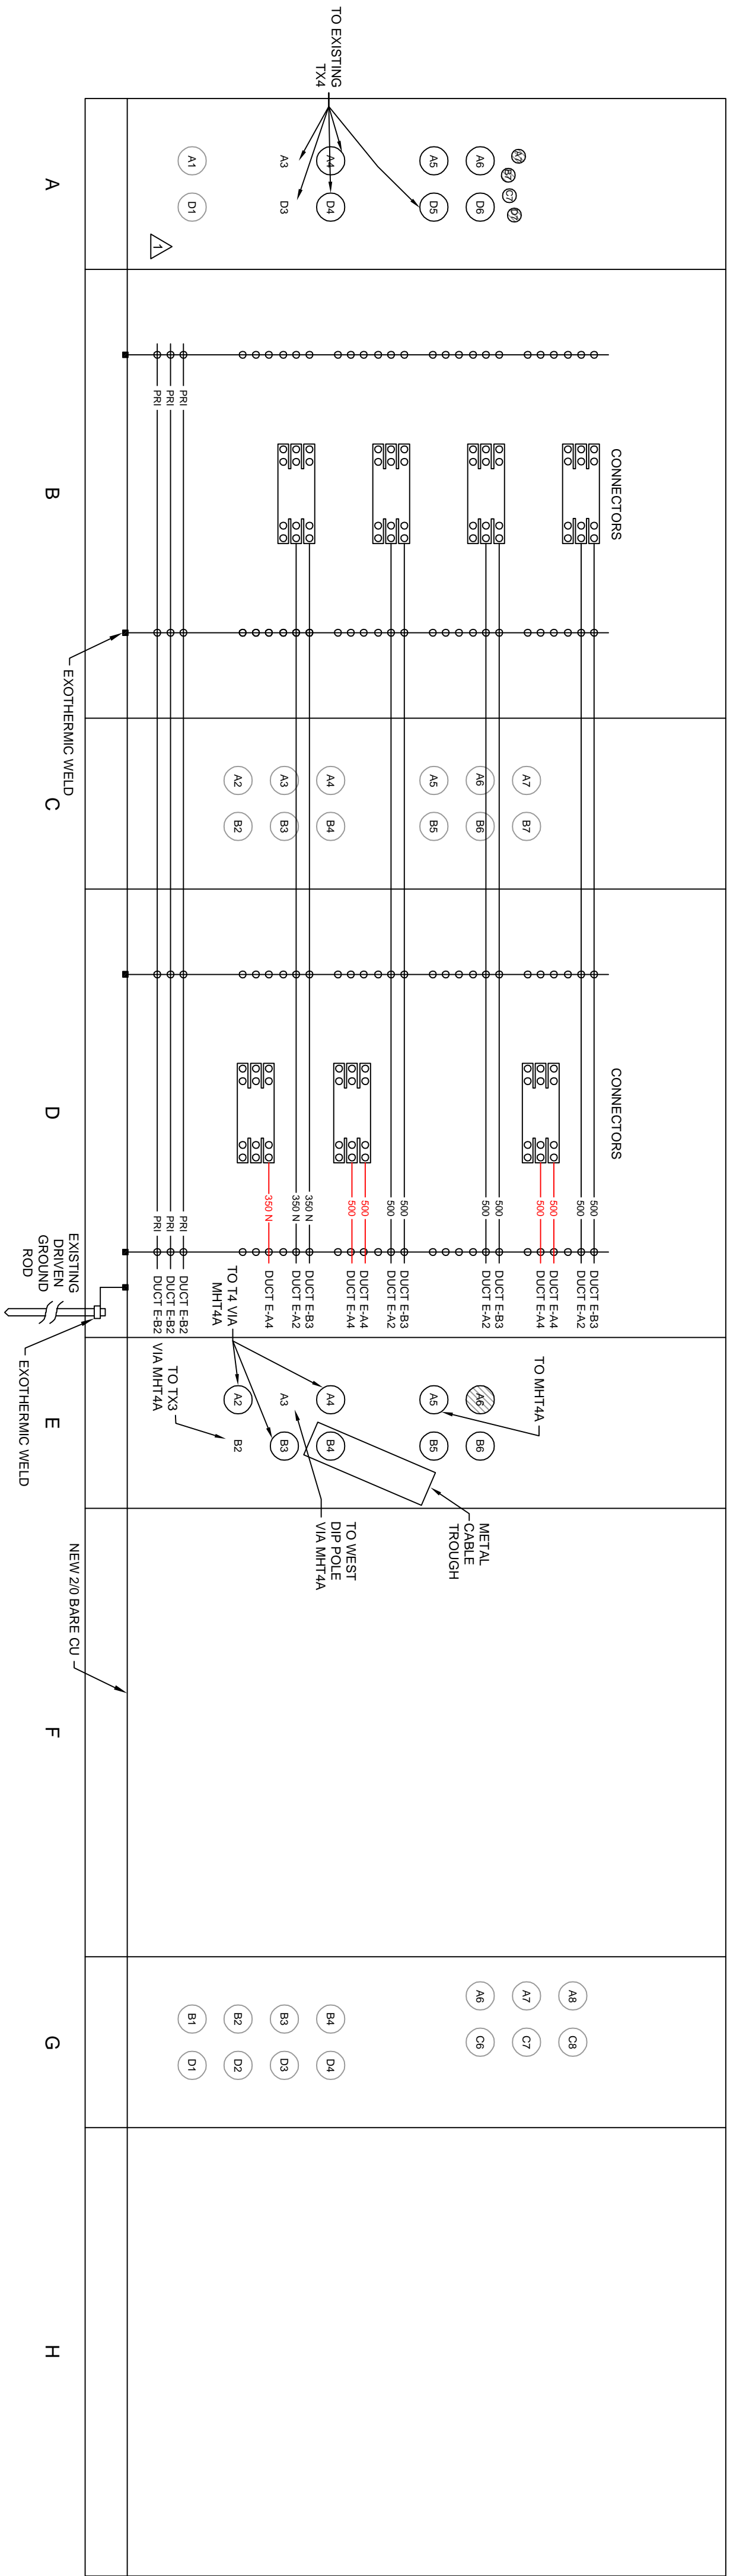 TO EXISTING
TX4
A7
B7
C7
D7
A6
D6
A5
D5
A4
D4
A3
D3
A1
D1
1
A
CONNECTORS
PRI
PRI
PRI
B
EXOTHERMIC WELD
A7
B7
A6
B6
A5
B5
A4
B4
A3
B3
A2
B2
C
CONNECTORS
500
DUCT E-B3
500
DUCT E-A2
500
DUCT E-A4
500
DUCT E-A4
500
DUCT E-B3
500
DUCT E-A2
500
DUCT E-B3
500
DUCT E-A2
500
DUCT E-A4
500
DUCT E-A4
350 N
DUCT E-B3
350 N
DUCT E-A2
350 N
DUCT E-A4
PRI
DUCT E-B2
PRI
DUCT E-B2
PRI
DUCT E-B2
D
EXISTING
DRIVEN
GROUND
ROD
EXOTHERMIC WELD
TO MHT4A
TO T4 VIA
MHT4A
TO TX3
VIA MHT4A
A6
B6
A5
B5
A4
B4
A3
B3
A2
B2
E
METAL
CABLE
TROUGH
TO WEST
DIP POLE
VIA MHT4A
NEW 2/0 BARE CU
F
A8
C8
A7
C7
A6
C6
B4
D4
B3
D3
B2
D2
B1
D1
G
H